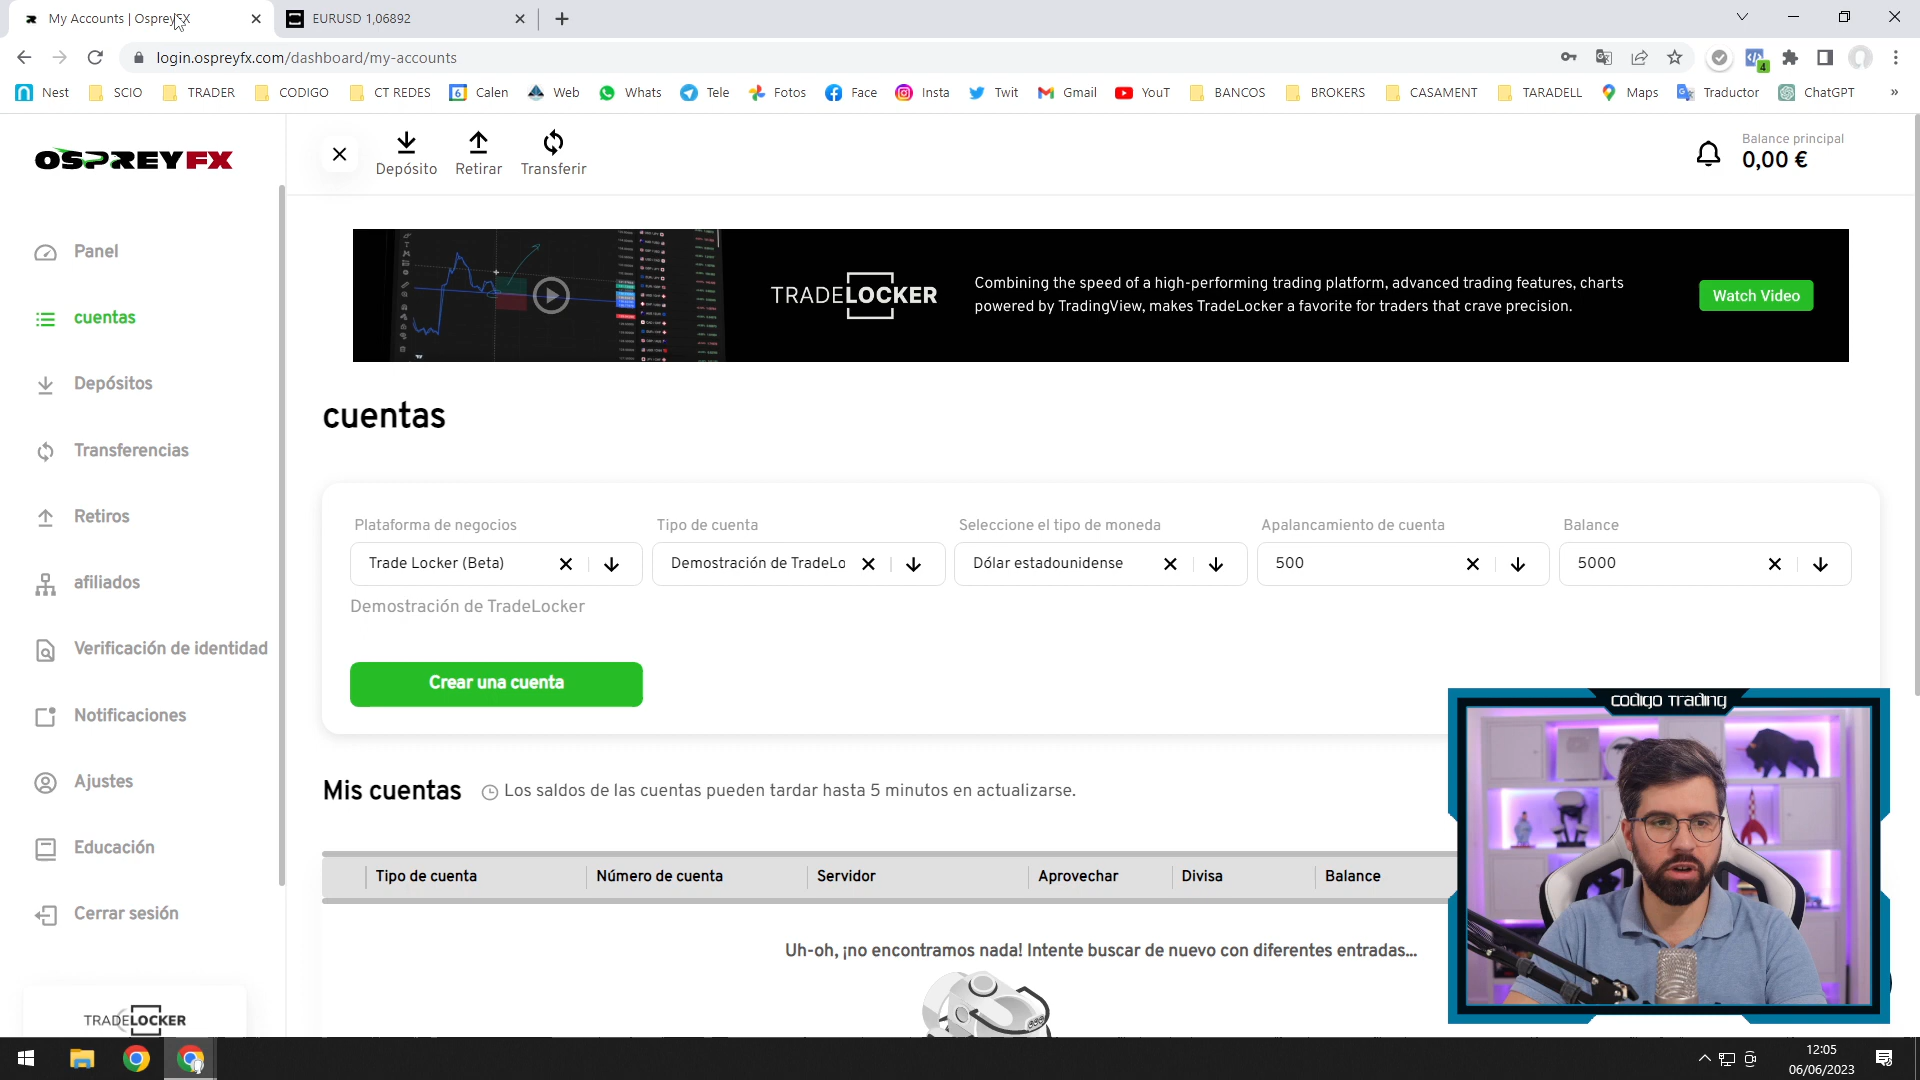 My Accounts | OspreyFX
EURUSD 1,06892
login.ospreyfx.com/dashboard/my-accounts
4
Nest
SCIO
TRADER
CODIGO
CT REDES
6
Calen
Web
Whats
Tele
Fotos
Face
Insta
Twit
Gmail
YouT
BANCOS
BROKERS
CASAMENT
TARADELL
Maps
Traductor
ChatGPT
»
OSPREYFX
Depósito
Retirar
Transferir
Balance principal
0,00 €
Panel
cuentas
Depósitos
Transferencias
Retiros
afiliados
Verificación de identidad
Notificaciones
Ajustes
Educación
Cerrar sesión
TRADELOCKER
TRADELOCKER
Combining the speed of a high-performing trading platform, advanced trading features, charts
powered by TradingView, makes TradeLocker a favorite for traders that crave precision.
Watch Video
cuentas
Plataforma de negocios
Tipo de cuenta
Seleccione el tipo de moneda
Apalancamiento de cuenta
Balance
Trade Locker (Beta)
Demostración de TradeLo
Dólar estadounidense
500
5000
Demostración de TradeLocker
Crear una cuenta
Mis cuentas
Los saldos de las cuentas pueden tardar hasta 5 minutos en actualizarse.
Tipo de cuenta
Número de cuenta
Servidor
Aprovechar
Divisa
Balance
Uh-oh, ¡no encontramos nada! Intente buscar de nuevo con diferentes entradas...
codigo Trading
12:05
06/06/2023